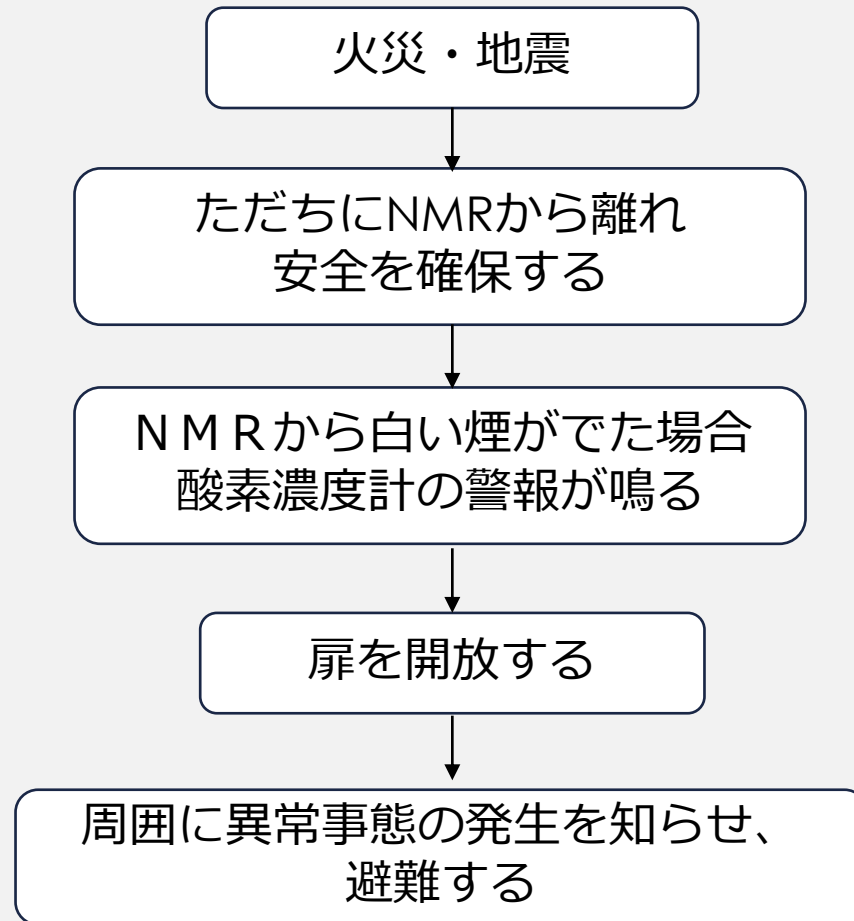 火災・地震
ただちにNMRから離れ
安全を確保する
ＮＭＲから白い煙がでた場合
酸素濃度計の警報が鳴る
扉を開放する
周囲に異常事態の発生を知らせ、
避難する